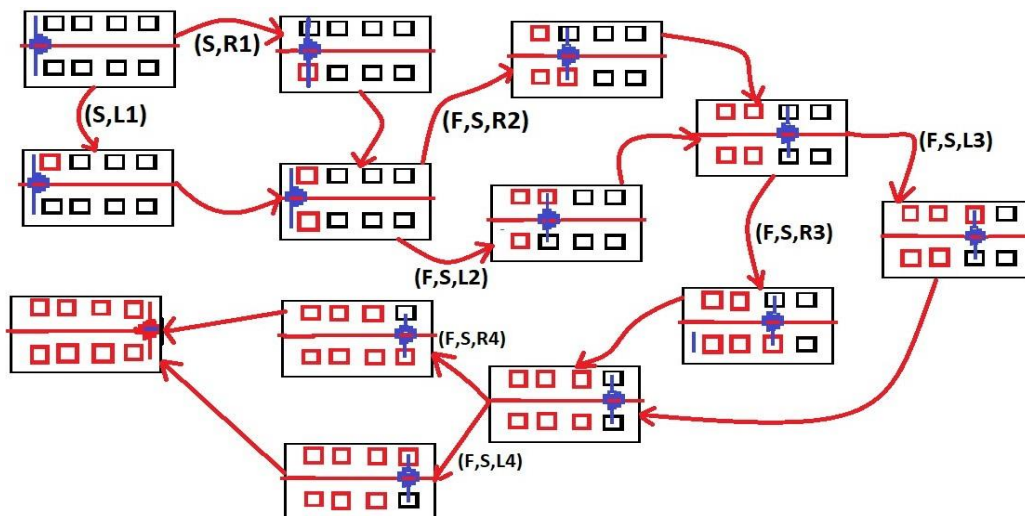 (S,R1)
(S,L1)
(F,S,R2)
(F,S,L3)
(F,S,R3)
(F,S,L2)
(F,S,R4)
(F,S,L4)